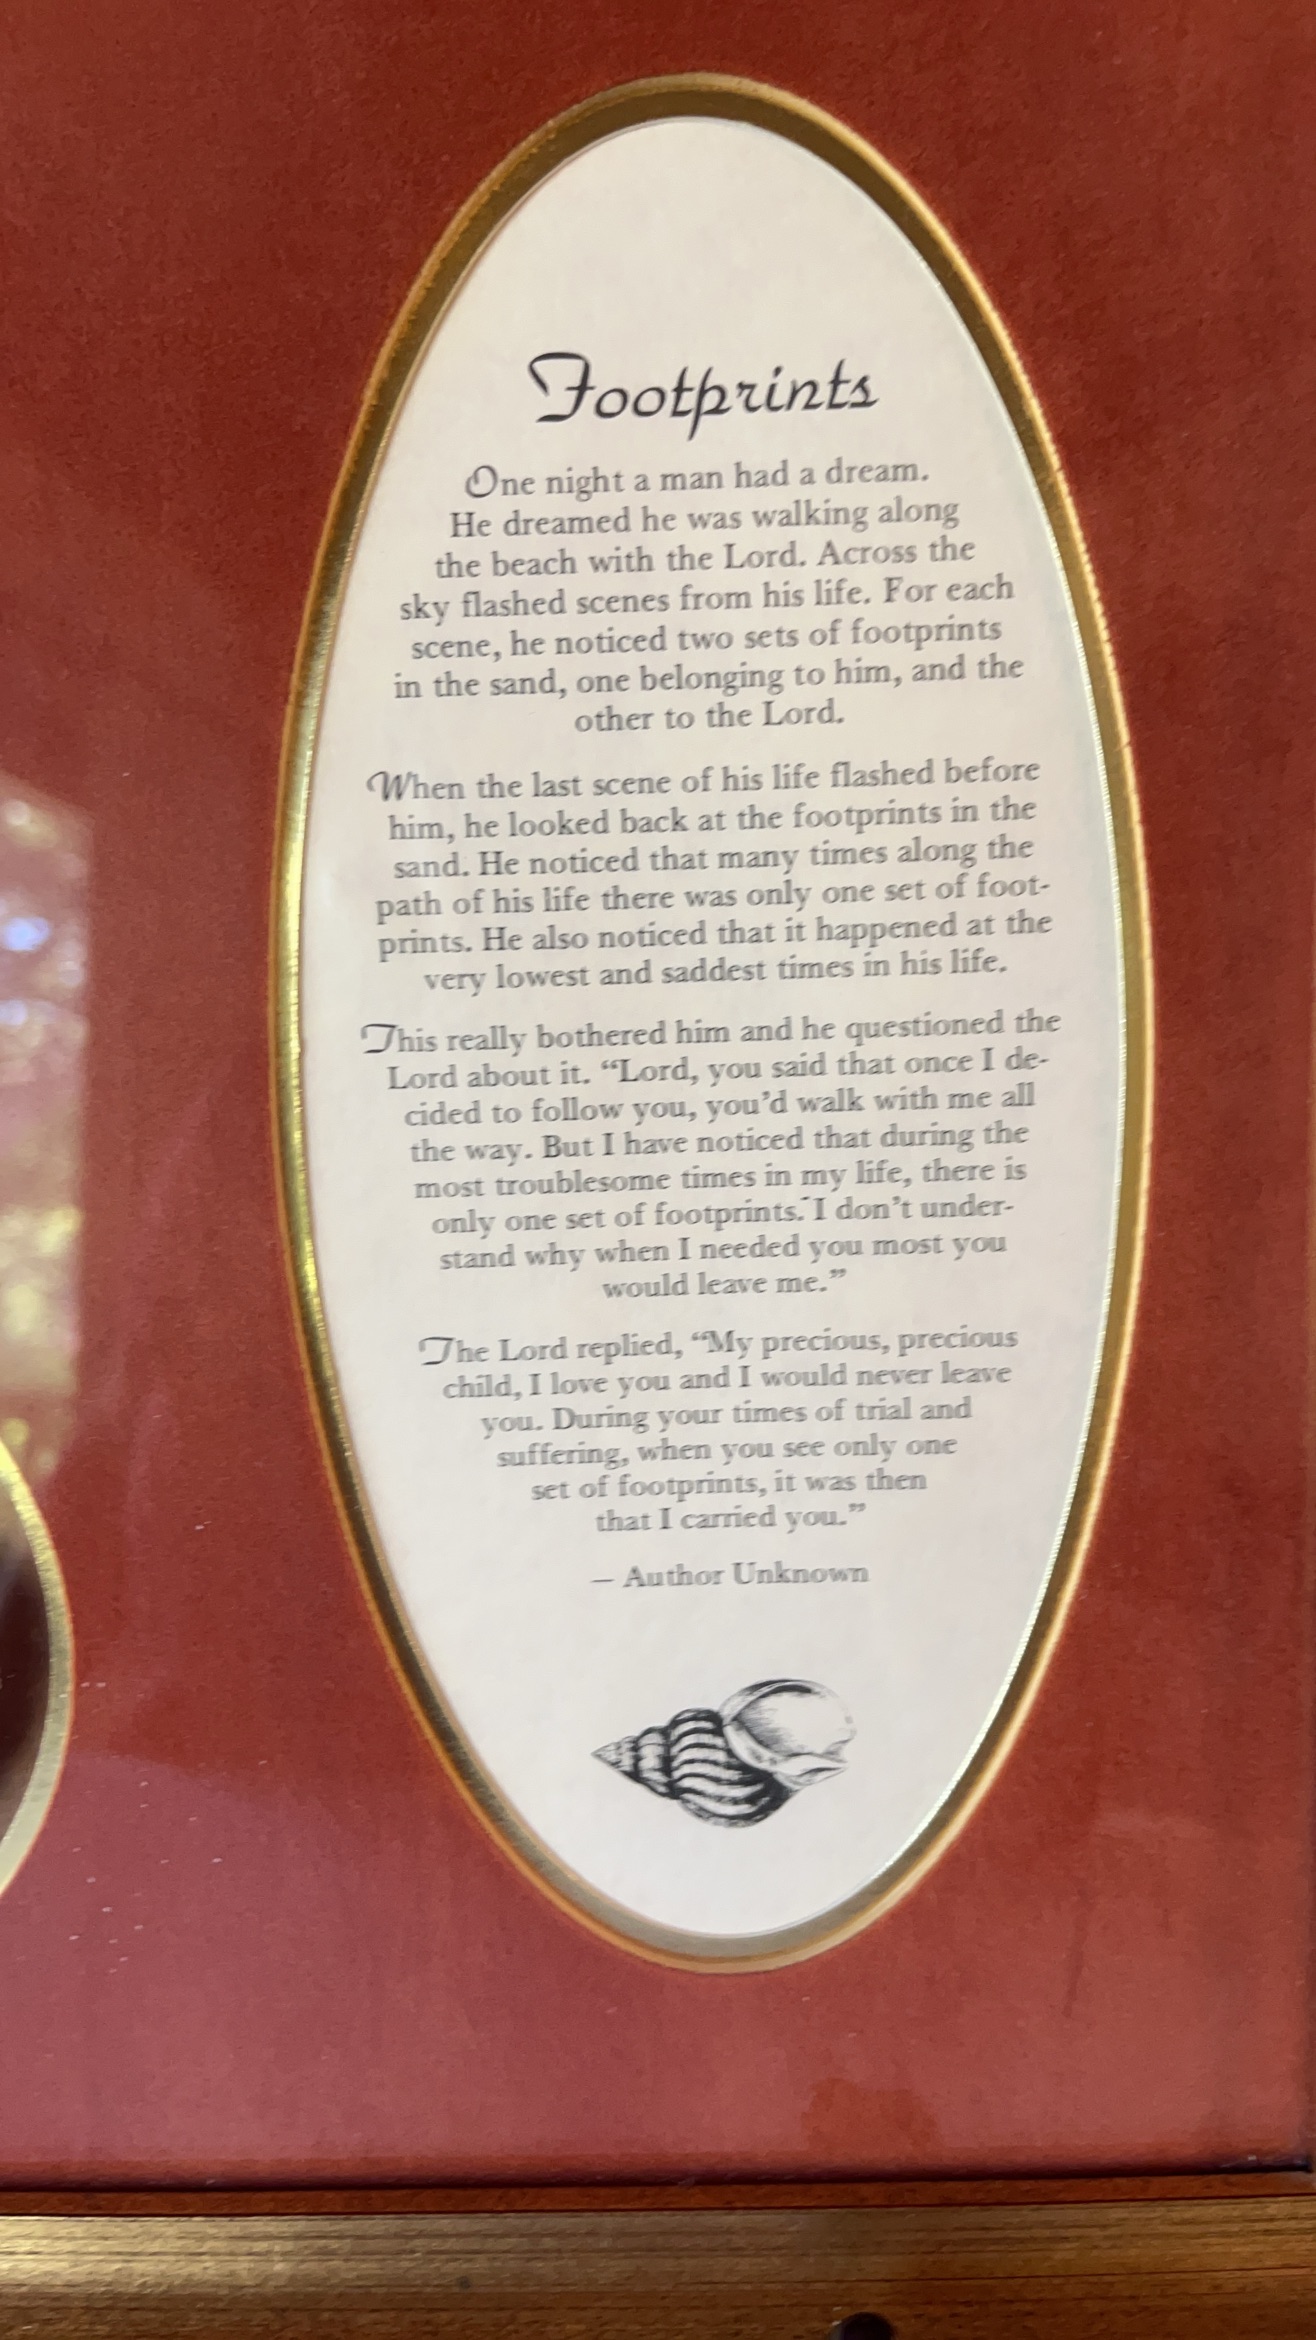 Footprints
One night a man had a dream.
He dreamed he was walking along
the beach with the Lord. Across the
sky flashed scenes from his life. For each
scene, he noticed two sets of footprints
in the sand, one belonging to him, and the
other to the Lord.
When the last scene of his life flashed before
him, he looked back at the footprints in the
sand. He noticed that many times along the
path of his life there was only one set of foot-
prints. He also noticed that it happened at the
very lowest and saddest times in his life.
This really bothered him and he questioned the
Lord about it. “Lord, you said that once I de-
cided to follow you, you’d walk with me all
the way. But I have noticed that during the
most troublesome times in my life, there is
only one set of footprints. I don’t under-
stand why when I needed you most you
would leave me.”
The Lord replied, “My precious, precious
child, I love you and I would never leave
you. During your times of trial and
suffering, when you see only one
set of footprints, it was then
that I carried you.”
— Author Unknown